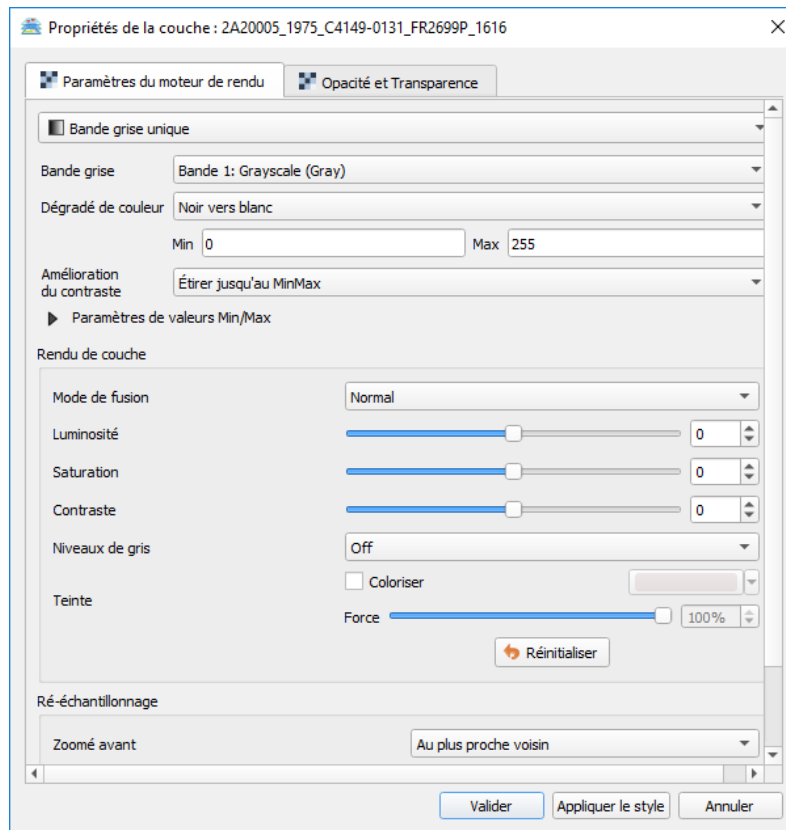 Propriétés de la couche : 2A20005_1975_C4149-0131_FR2699P_1616
Paramètres du moteur de rendu
Opacité et Transparence
Bande grise unique
Bande grise
Bande 1: Grayscale (Gray)
Dégradé de couleur
Noir vers blanc
Min 0
Max 255
Amélioration
du contraste
Étirer jusqu'au MinMax
Paramètres de valeurs Min/Max
Rendu de couche
Mode de fusion
Normal
Luminosité
0
Saturation
0
Contraste
0
Niveaux de gris
Off
Teinte
Coloriser
Force
100%
Réinitialiser
Ré-échantillonnage
Zoomé avant
Au plus proche voisin
Valider
Appliquer le style
Annuler